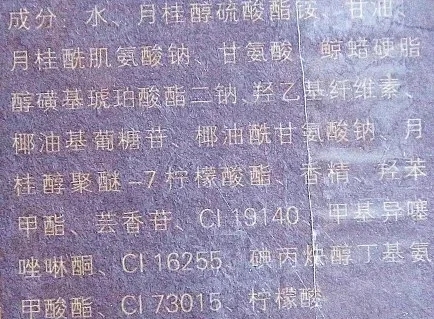 成分：水、月桂醇硫酸酯铵、甘油、
月桂酰肌氨酸钠、甘氨酸、鲸蜡硬脂
醇磺基琥珀酸酯二钠、羟乙基纤维素、
椰油基葡糖苷、椰油酰甘氨酸钠、月
桂醇聚醚-7柠檬酸酯、香精、羟苯
甲酯、芸香苷、CI 19140、甲基异噻
唑啉酮、CI 16255、碘丙炔醇丁基氨
甲酸酯、CI 73015、柠檬酸